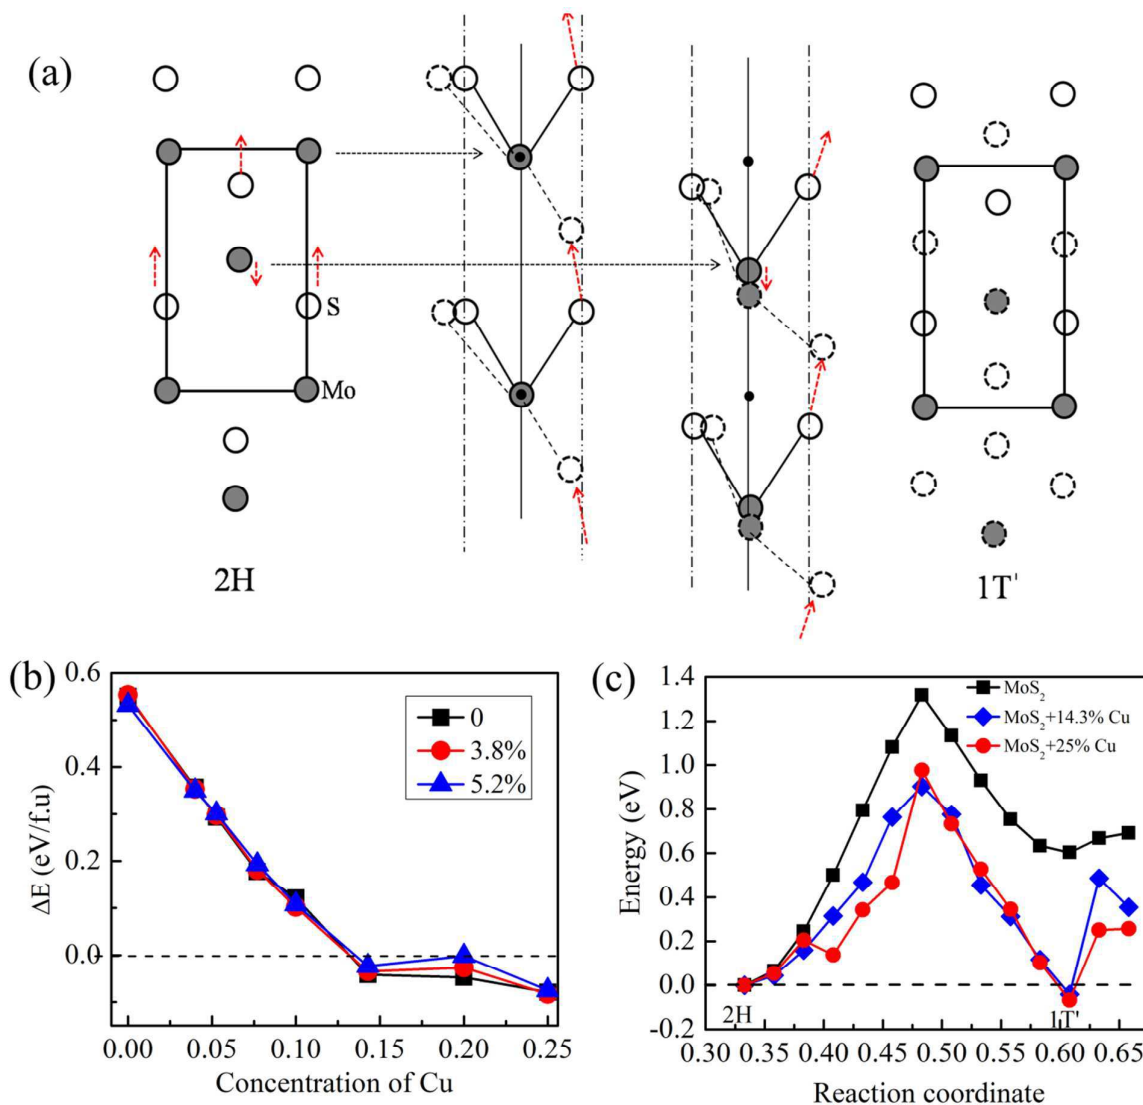 (a)
S
Mo
2H
1T'
(b)
0.6
0.4
0.2
0.0
ΔE (eV/f.u)
0
3.8%
5.2%
0.00
0.05
0.10
0.15
0.20
0.25
Concentration of Cu
(c)
1.4
1.2
1.0
0.8
0.6
0.4
0.2
0.0
-0.2
Energy (eV)
MoS₂
MoS₂+14.3% Cu
MoS₂+25% Cu
2H
1T'
0.30
0.35
0.40
0.45
0.50
0.55
0.60
0.65
Reaction coordinate